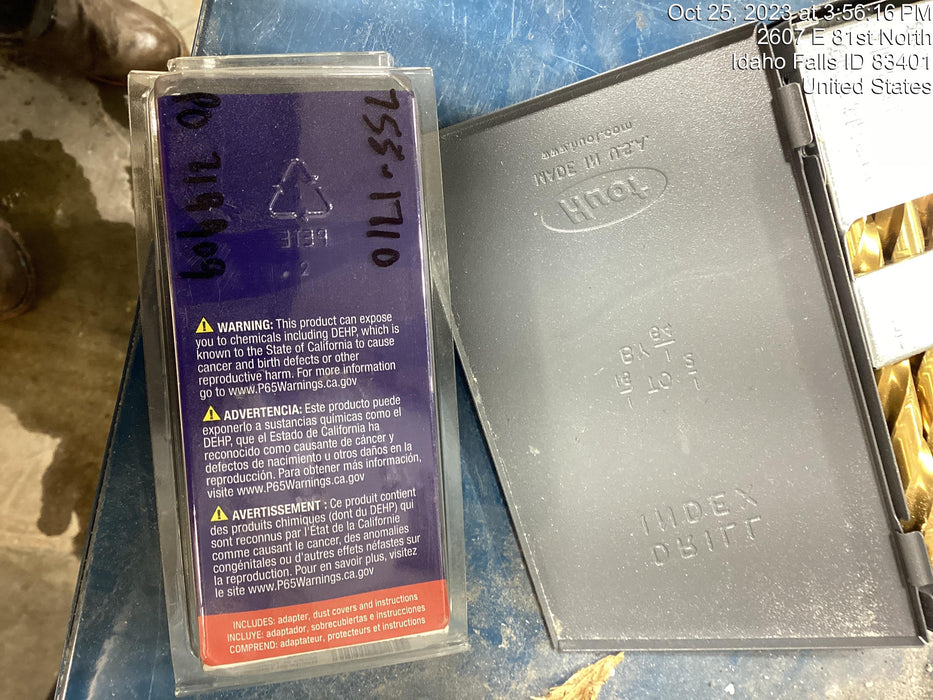 Oct 25, 2023 at 3:56:16 PM
2607 E 81st North
Idaho Falls ID 83401
United States
755-1710
PETE
WARNING: This product can expose
you to chemicals including DEHP, which is
known to the State of California to cause
cancer and birth defects or other
reproductive harm. For more information
go to www.P65Warnings.ca.gov
ADVERTENCIA: Este producto puede
exponerlo a sustancias químicas como el
DEHP, que el Estado de California ha
reconocido como causante de cáncer y
defectos de nacimiento u otros daños en la
reproducción. Para obtener más información,
visite www.P65Warnings.ca.gov
AVERTISSEMENT : Ce produit contient
des produits chimiques (dont du DEHP) qui
sont reconnus par l'État de la Californie
comme causant le cancer, des anomalies
congénitales ou d'autres effets néfastes sur
la reproduction. Pour en savoir plus, visitez
le site www.P65Warnings.ca.gov
INCLUDES: adapter, dust covers and instructions
INCLUYE: adaptador, sobrecubiertas e instrucciones
COMPREND: adaptateur, protecteurs et instructions
www.huot.com
MADE IN U.S.A.
Huot
DRILL
INDEX